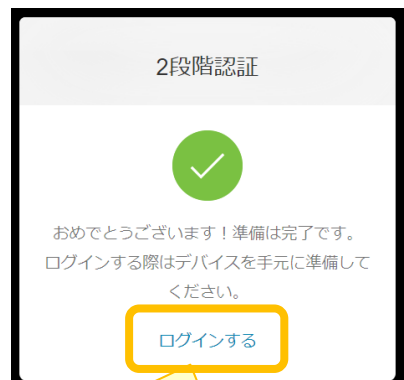 2段階認証
おめでとうございます！準備は完了です。
ログインする際はデバイスを手元に準備して
ください。
ログインする